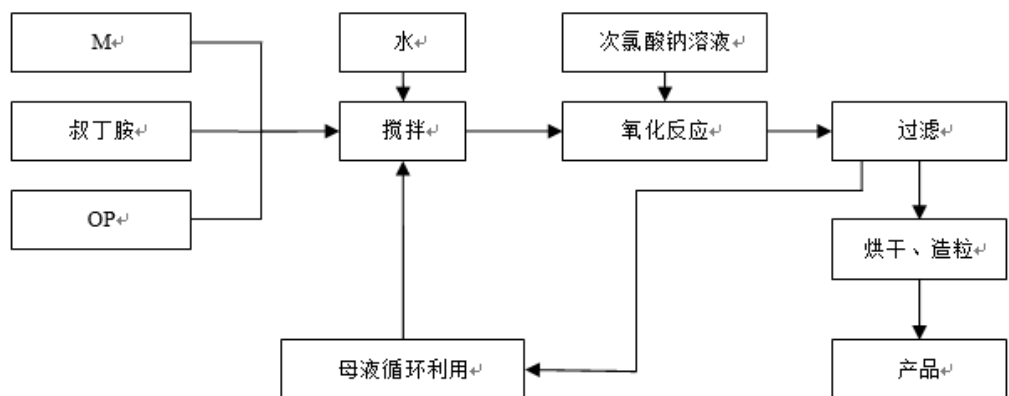 M↵
水↵
次氯酸钠溶液↵
叔丁胺↵
搅拌↵
氧化反应↵
过滤↵
OP↵
烘干、造粒↵
母液循环利用↵
产品↵